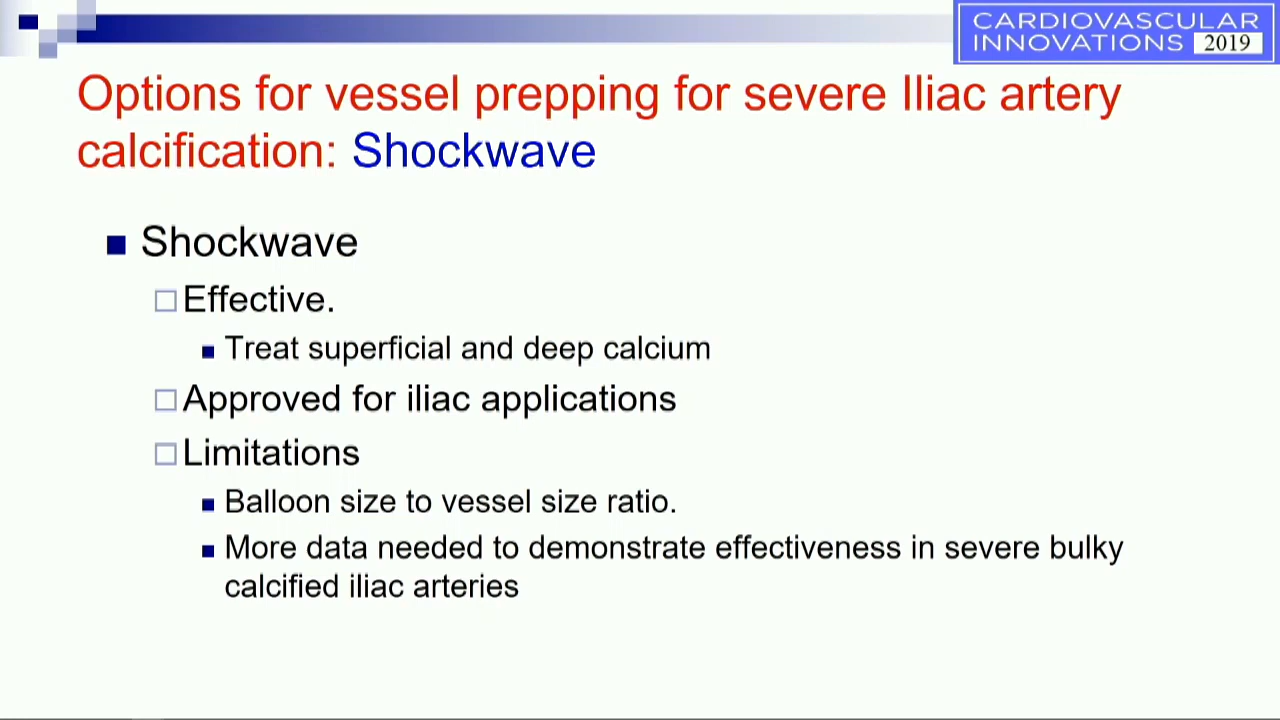 CARDIOVASCULAR
INNOVATIONS 2019
Options for vessel prepping for severe Iliac artery
calcification: Shockwave
Shockwave
Effective.
Treat superficial and deep calcium
Approved for iliac applications
Limitations
Balloon size to vessel size ratio.
More data needed to demonstrate effectiveness in severe bulky
calcified iliac arteries